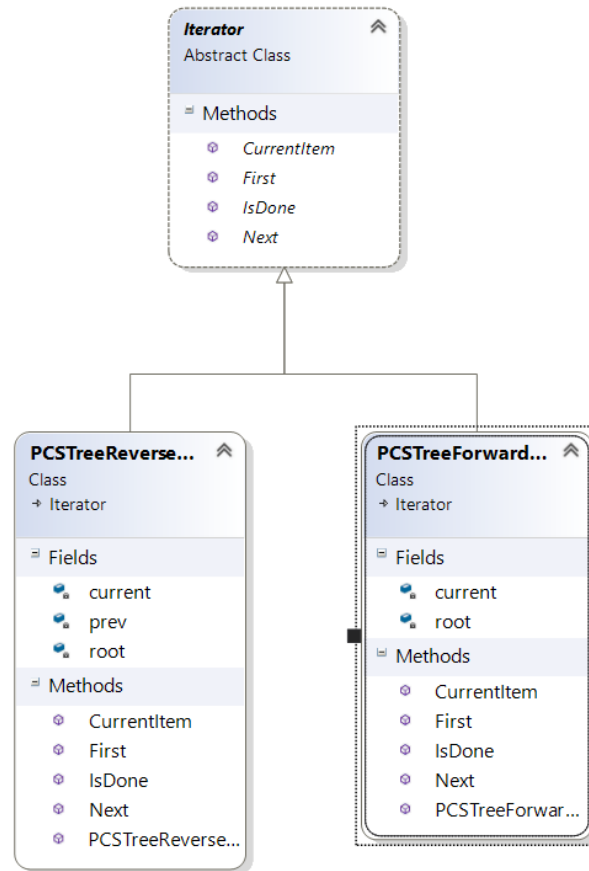 Iterator
Abstract Class
Methods
CurrentItem
First
IsDone
Next
PCSTreeReverse...
Class
Iterator
Fields
current
prev
root
Methods
CurrentItem
First
IsDone
Next
PCSTreeReverse...
PCSTreeForward...
Class
Iterator
Fields
current
root
Methods
CurrentItem
First
IsDone
Next
PCSTreeForwar...